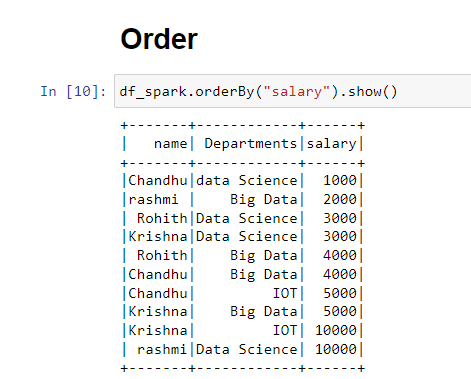 Order
In [10]: df_spark.orderBy("salary").show()
+-------+------------+------+
|   name| Departments|salary|
+-------+------------+------+
|Chandhu|data Science|  1000|
|rashmi |    Big Data|  2000|
| Rohith|Data Science|  3000|
|Krishna|Data Science|  3000|
| Rohith|    Big Data|  4000|
|Chandhu|    Big Data|  4000|
|Chandhu|         IOT|  5000|
|Krishna|    Big Data|  5000|
|Krishna|         IOT| 10000|
| rashmi|Data Science| 10000|
+-------+------------+------+